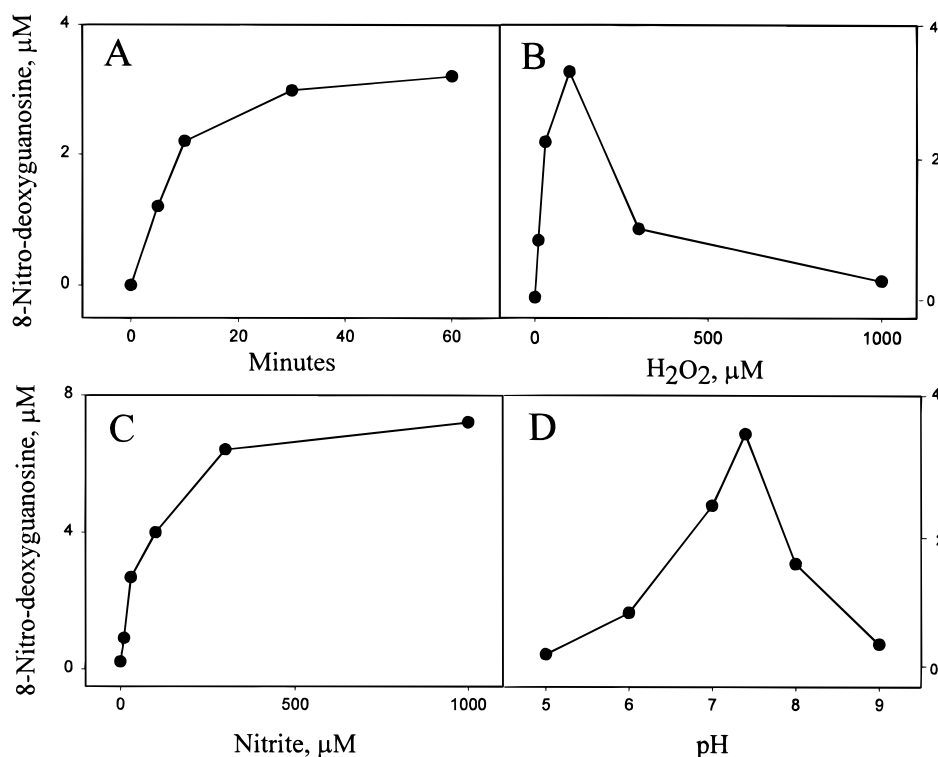 A
8-Nitro-deoxyguanosine, μM
4
2
0
0 20 40 60
Minutes
B
4
2
0
0 500 1000
H₂O₂, μM
C
8-Nitro-deoxyguanosine, μM
8
4
0
0 500 1000
Nitrite, μM
D
4
2
0
5 6 7 8 9
pH